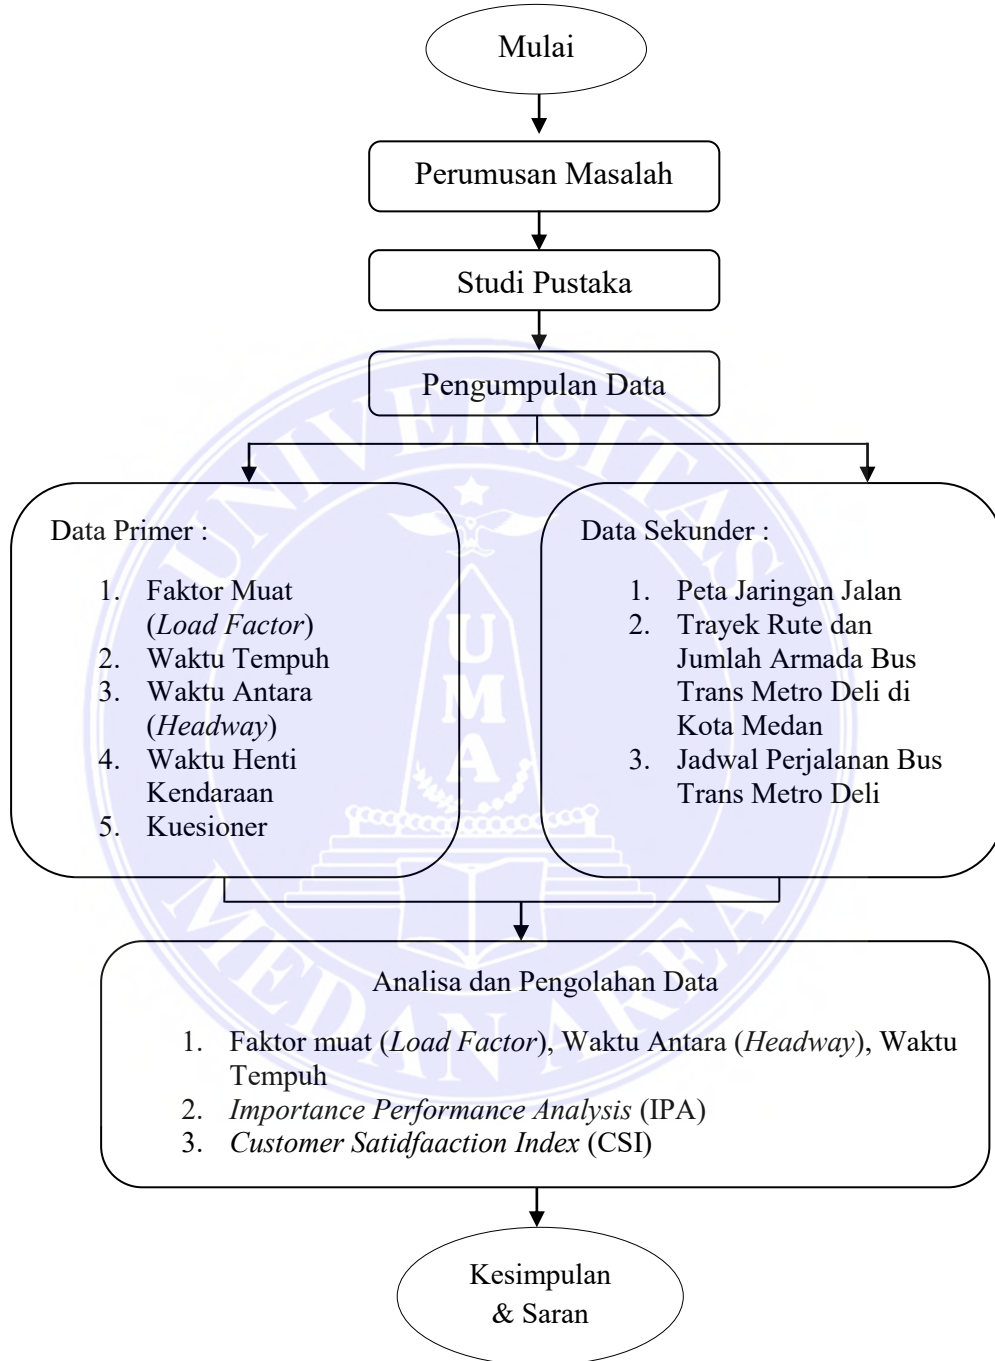 Mulai
Perumusan Masalah
Studi Pustaka
Pengumpulan Data
Data Primer :
1. Faktor Muat
(Load Factor)
2. Waktu Tempuh
3. Waktu Antara
(Headway)
4. Waktu Henti
Kendaraan
5. Kuesioner
Data Sekunder :
1. Peta Jaringan Jalan
2. Trayek Rute dan
Jumlah Armada Bus
Trans Metro Deli di
Kota Medan
3. Jadwal Perjalanan Bus
Trans Metro Deli
Analisa dan Pengolahan Data
1. Faktor muat (Load Factor), Waktu Antara (Headway), Waktu
Tempuh
2. Importance Performance Analysis (IPA)
3. Customer Satidfaaction Index (CSI)
Kesimpulan
& Saran
UNIVERSITAS
UMA
MEDAN AREA